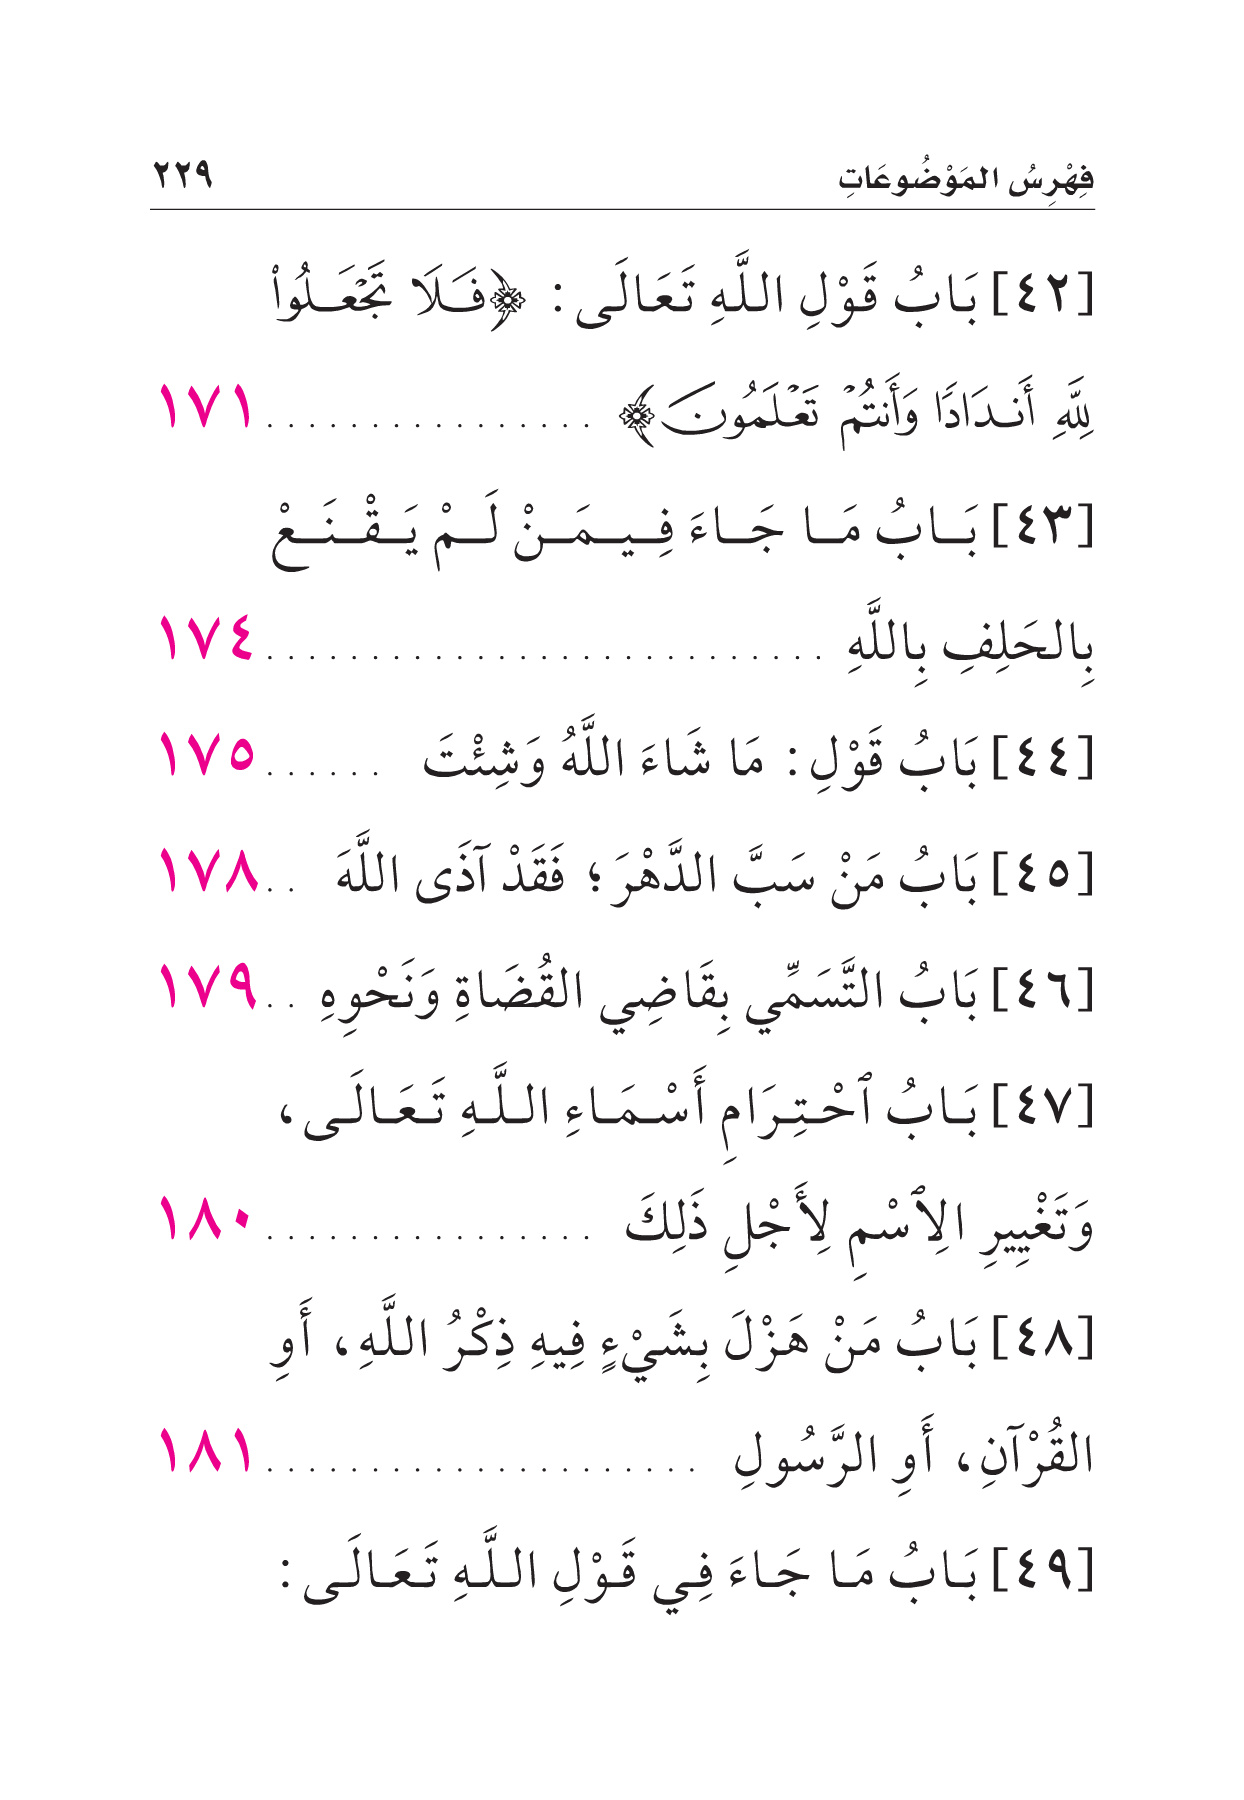 فِهْرِسُ المَوْضُوعَاتِ ٢٢٩
[٤٢] بَابُ قَوْلِ اللَّهِ تَعَالَى: ﴿فَلَا تَجْعَلُوا۟
لِلَّهِ أَندَادًا وَأَنتُمْ تَعْلَمُونَ﴾ ................ ١٧١
[٤٣] بَابُ مَا جَاءَ فِيمَنْ لَمْ يَقْنَعْ
بِالحَلِفِ بِاللَّهِ ........................... ١٧٤
[٤٤] بَابُ قَوْلِ: مَا شَاءَ اللَّهُ وَشِئْتَ ...... ١٧٥
[٤٥] بَابُ مَنْ سَبَّ الدَّهْرَ؛ فَقَدْ آذَى اللَّهَ .. ١٧٨
[٤٦] بَابُ التَّسَمِّي بِقَاضِي القُضَاةِ وَنَحْوِهِ .. ١٧٩
[٤٧] بَابُ ٱحْتِرَامِ أَسْمَاءِ اللَّهِ تَعَالَى،
وَتَغْيِيرِ الِٱسْمِ لِأَجْلِ ذَلِكَ ................ ١٨٠
[٤٨] بَابُ مَنْ هَزْلَ بِشَيْءٍ فِيهِ ذِكْرُ اللَّهِ، أَوِ
القُرْآنِ، أَوِ الرَّسُولِ ..................... ١٨١
[٤٩] بَابُ مَا جَاءَ فِي قَوْلِ اللَّهِ تَعَالَى: